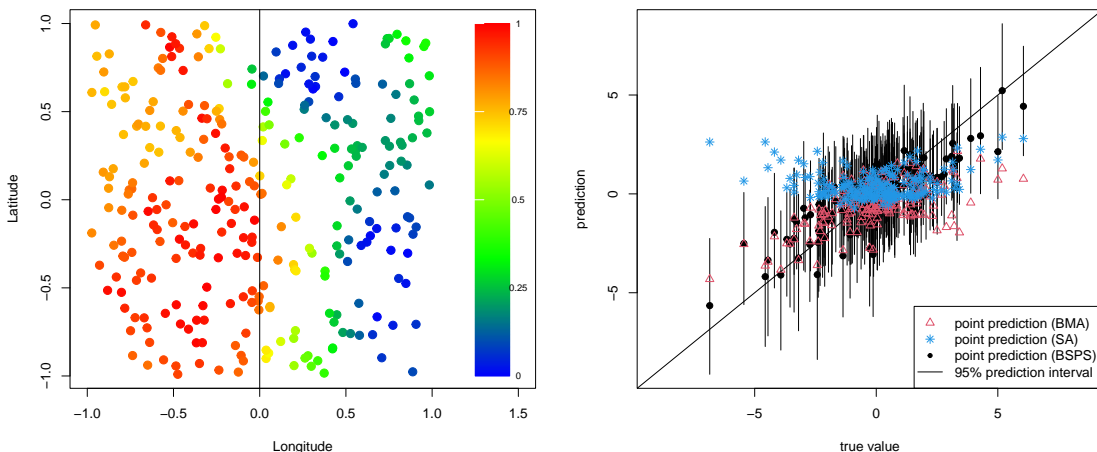 1.0
0.5
0.0
−0.5
−1.0
Latitude
−1.0 −0.5 0.0 0.5 1.0 1.5
Longitude
1
0.75
0.5
0.25
0
5
0
−5
prediction
−5 0 5
true value
point prediction (BMA)
point prediction (SA)
point prediction (BSPS)
95% prediction interval